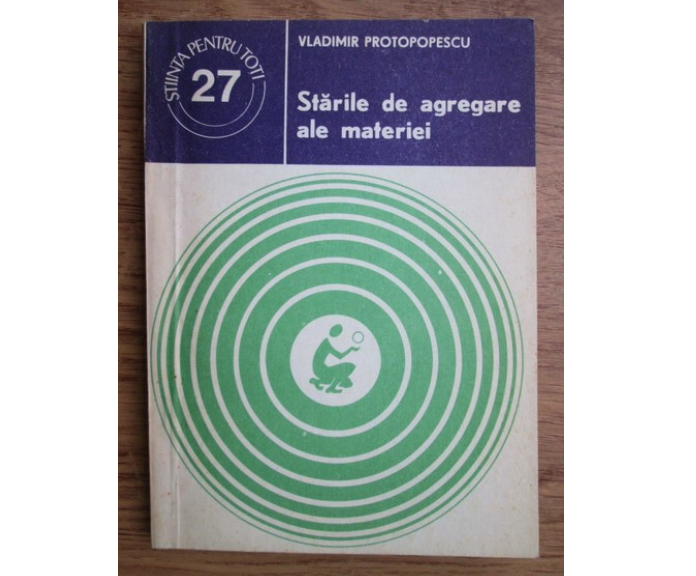 STIINTA PENTRU TOTI
27
VLADIMIR PROTOPOPESCU
Stările de agregare
ale materiei